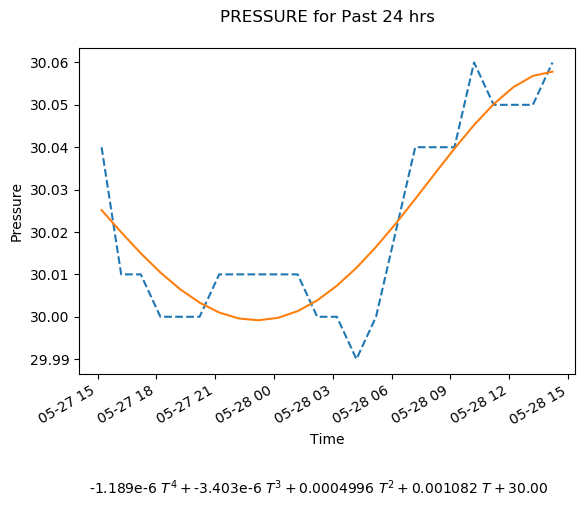 PRESSURE for Past 24 hrs
30.06
30.05
30.04
30.03
30.02
30.01
30.00
29.99
Pressure
05-27 15 05-27 18 05-27 21 05-28 00 05-28 03 05-28 06 05-28 09 05-28 12 05-28 15
Time
-1.189e-6 T⁴ + -3.403e-6 T³ + 0.0004996 T² + 0.001082 T + 30.00